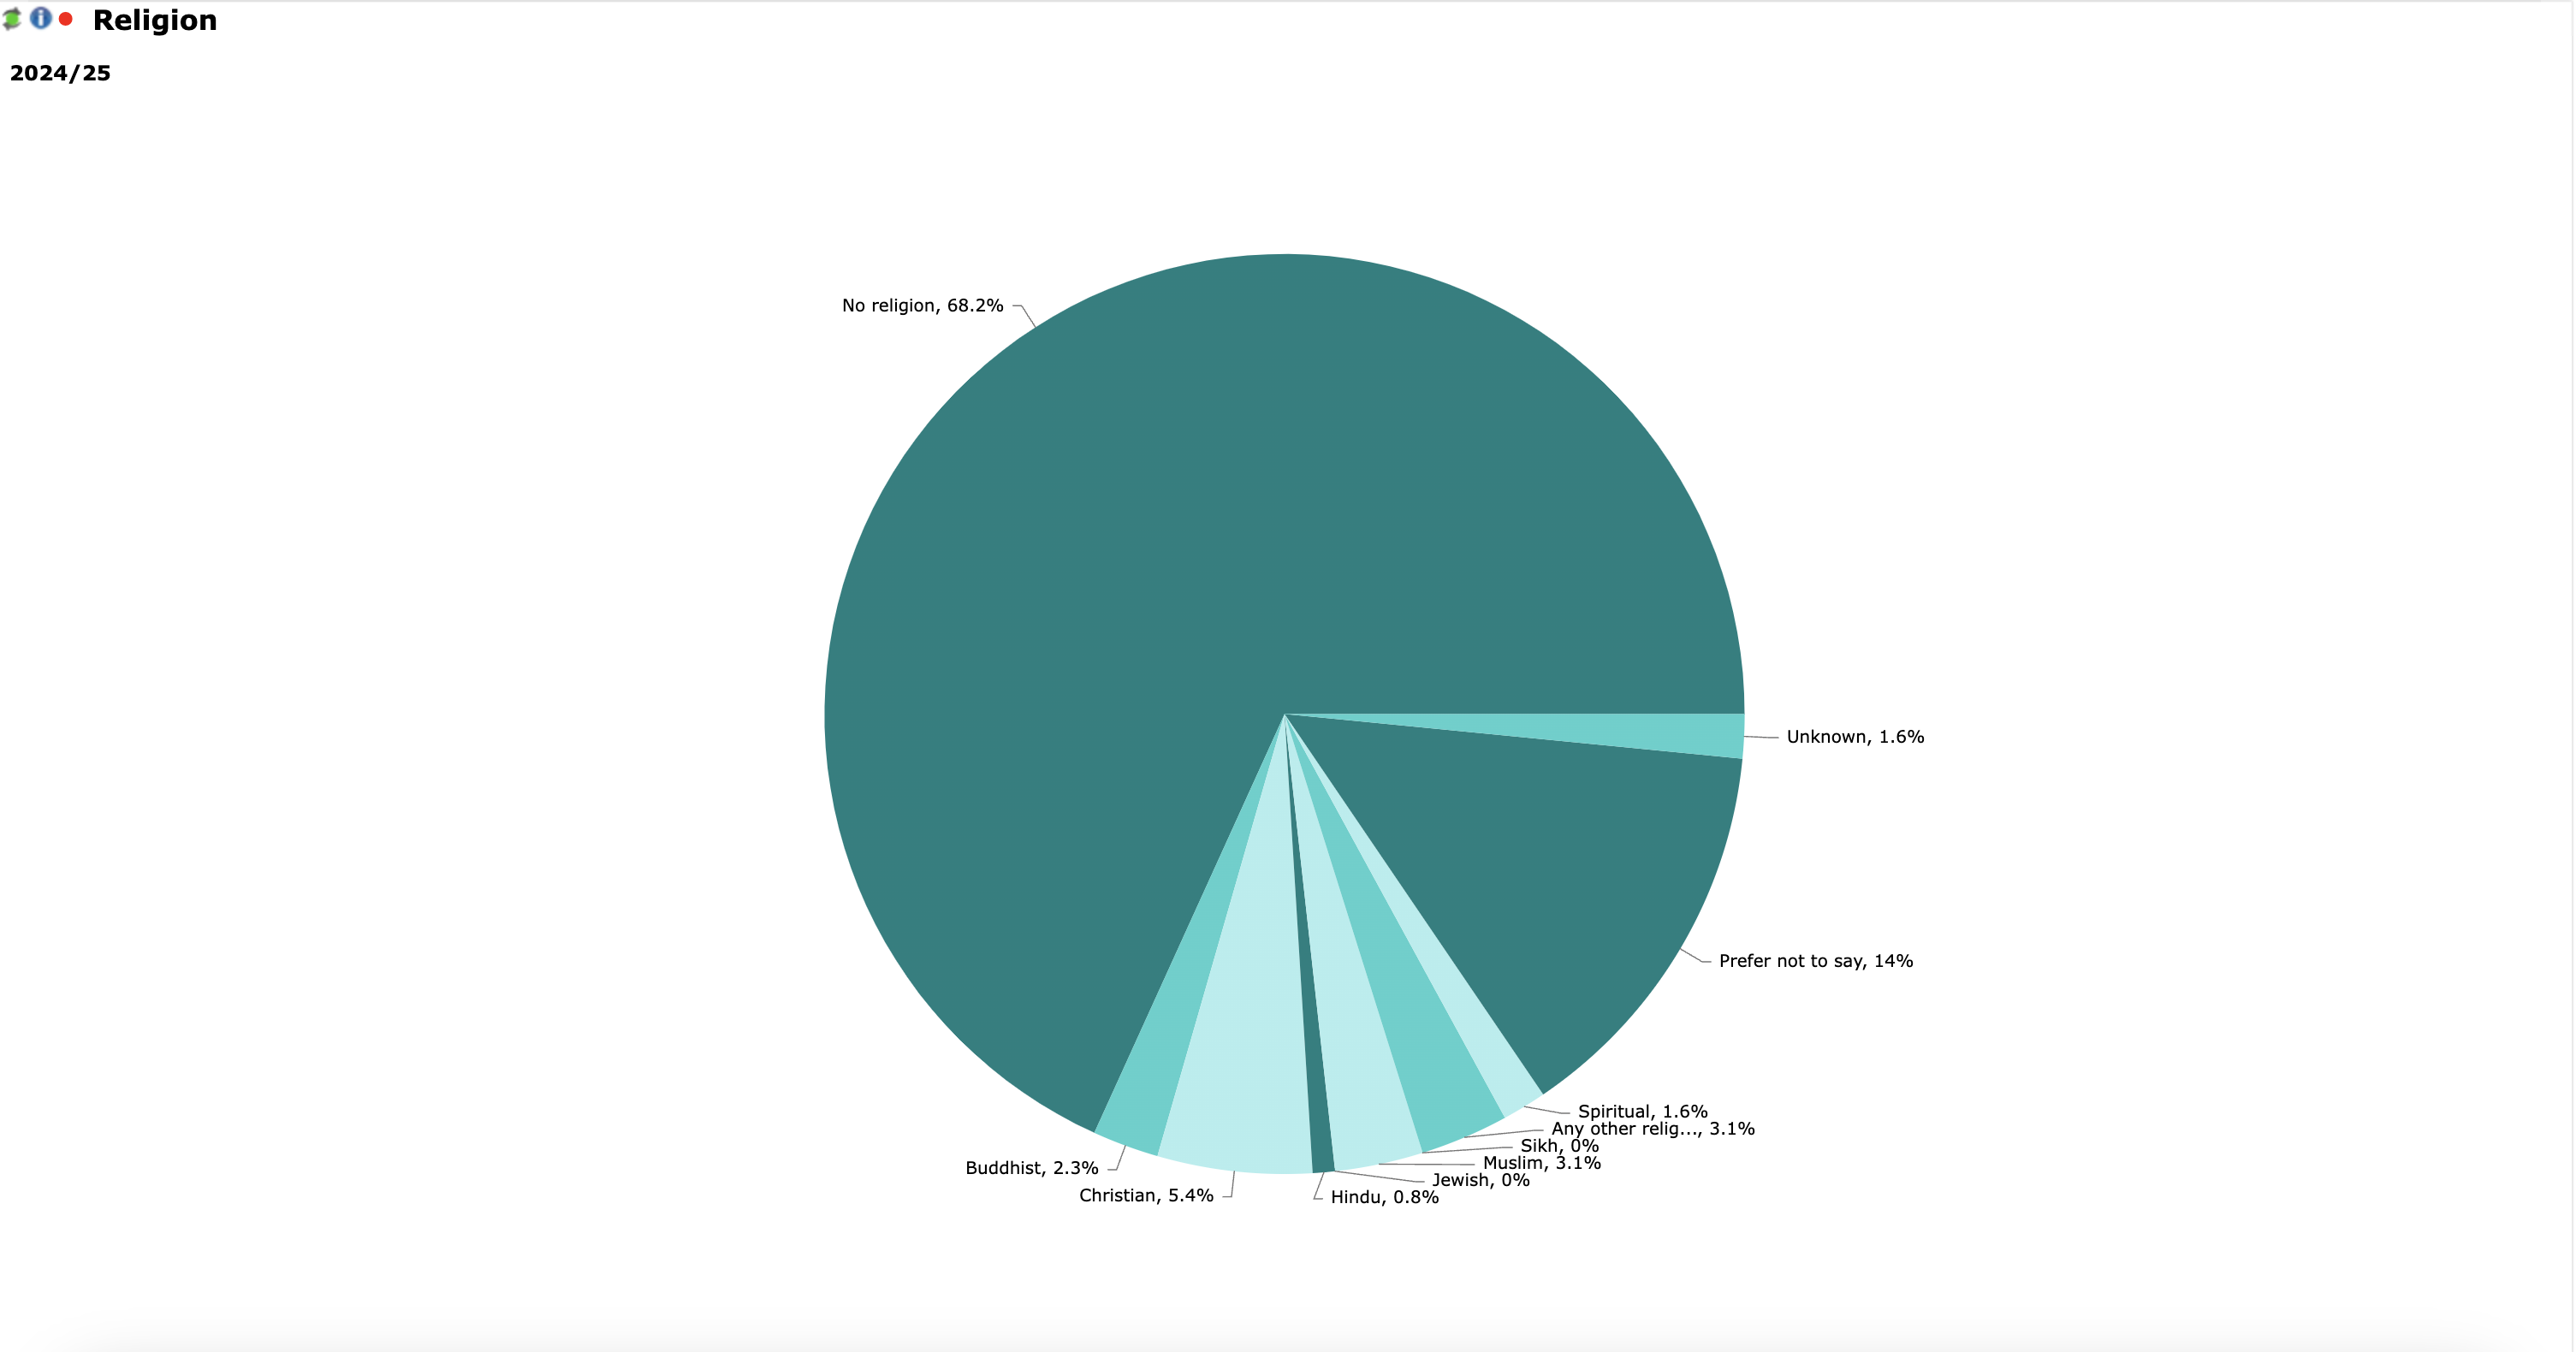 Religion
2024/25
No religion, 68.2%
Unknown, 1.6%
Prefer not to say, 14%
Spiritual, 1.6%
Any other relig..., 3.1%
Sikh, 0%
Muslim, 3.1%
Buddhist, 2.3%
Jewish, 0%
Christian, 5.4%
Hindu, 0.8%